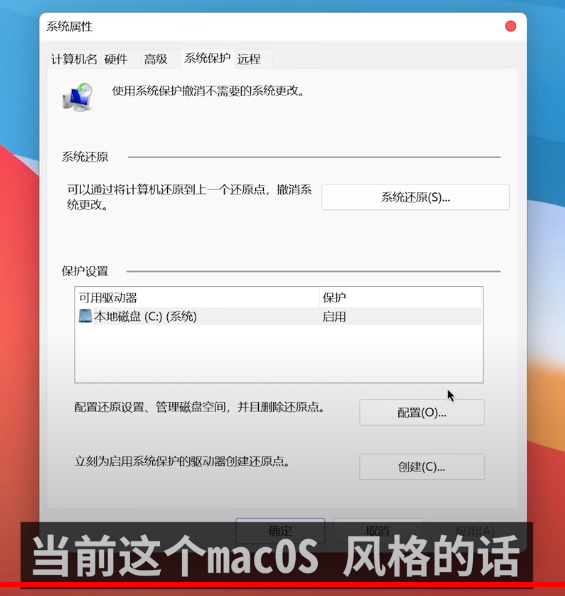 系统属性
计算机名 硬件 高级 系统保护 远程
使用系统保护撤消不需要的系统更改。
系统还原
可以通过将计算机还原到上一个还原点，撤消系
统更改。
系统还原(S)...
保护设置
可用驱动器 保护
本地磁盘 (C:) (系统) 启用
配置还原设置、管理磁盘空间，并且删除还原点。
配置(O)...
立刻为启用系统保护的驱动器创建还原点。
创建(C)...
确定 取消 应用(A)
当前这个macOS 风格的话